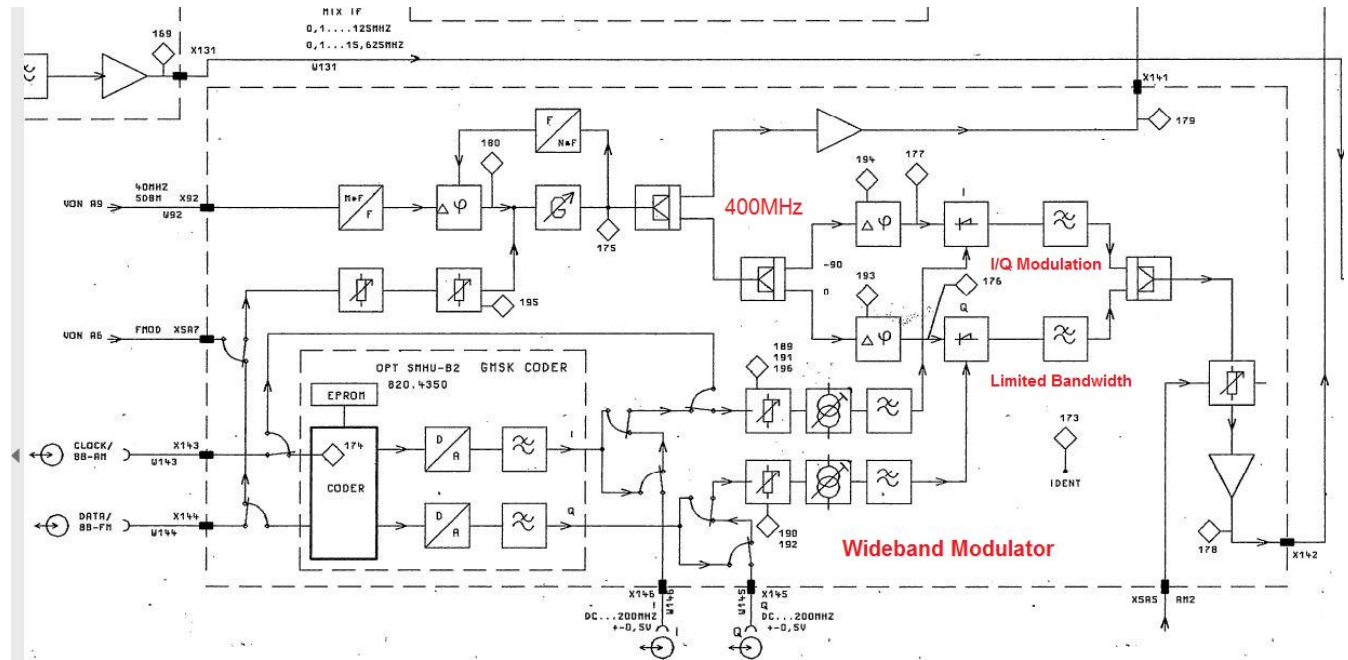 MIX IF
0,1....125MHZ
0,1...15,625MHZ
169
X131
W131
X141
179
F
N*F
180
194
177
40MHZ
5DBM
X92
VON A9
W92
M*F
F
Δφ
G
175
400MHz
Δφ
I
-90
0
I/Q Modulation
193
176
195
Δφ
Q
FMOD
X5A7
VON A6
OPT SMHU-B2
GMSK CODER
820.4350
189
191
196
Limited Bandwidth
EPROM
173
IDENT
CLOCK/
BB-AM
X143
W143
174
CODER
D
A
I
DATA/
BB-FM
X144
W144
D
A
Q
190
192
Wideband Modulator
178
X142
X146
W146
I
DC...200MHZ
+-0,5V
I
W145
X145
Q
DC...200MHZ
+-0,5V
Q
X5A5
AM2